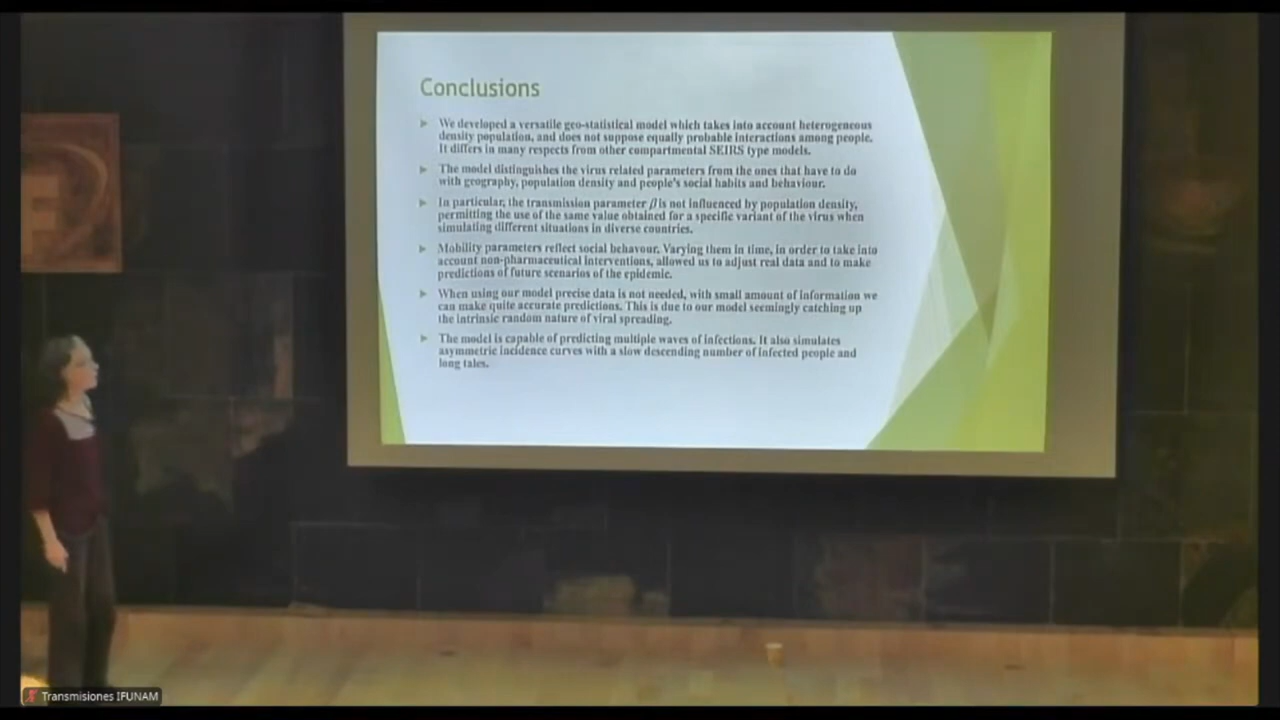 Conclusions
We developed a versatile geo-statistical model which takes into account heterogeneous
density population, and does not suppose equally probable interactions among people.
It differs in many respects from other compartmental SEIRS type models.
The model distinguishes the virus related parameters from the ones that have to do
with geography, population density and people's social habits and behaviour.
In particular, the transmission parameter β is not influenced by population density,
permitting the use of the same value obtained for a specific variant of the virus when
simulating different situations in diverse countries.
Mobility parameters reflect social behavour. Varying them in time, in order to take into
account non-pharmaceutical interventions, allowed us to adjust real data and to make
predictions of future scenarios of the epidemic.
When using our model precise data is not needed, with small amount of information we
can make quite accurate predictions. This is due to our model seemingly catching up
the intrinsic random nature of viral spreading.
The model is capable of predicting multiple waves of infections. It also simulates
asymmetric incidence curves with a slow descending number of infected people and
long tales.
Transmisiones IFUNAM